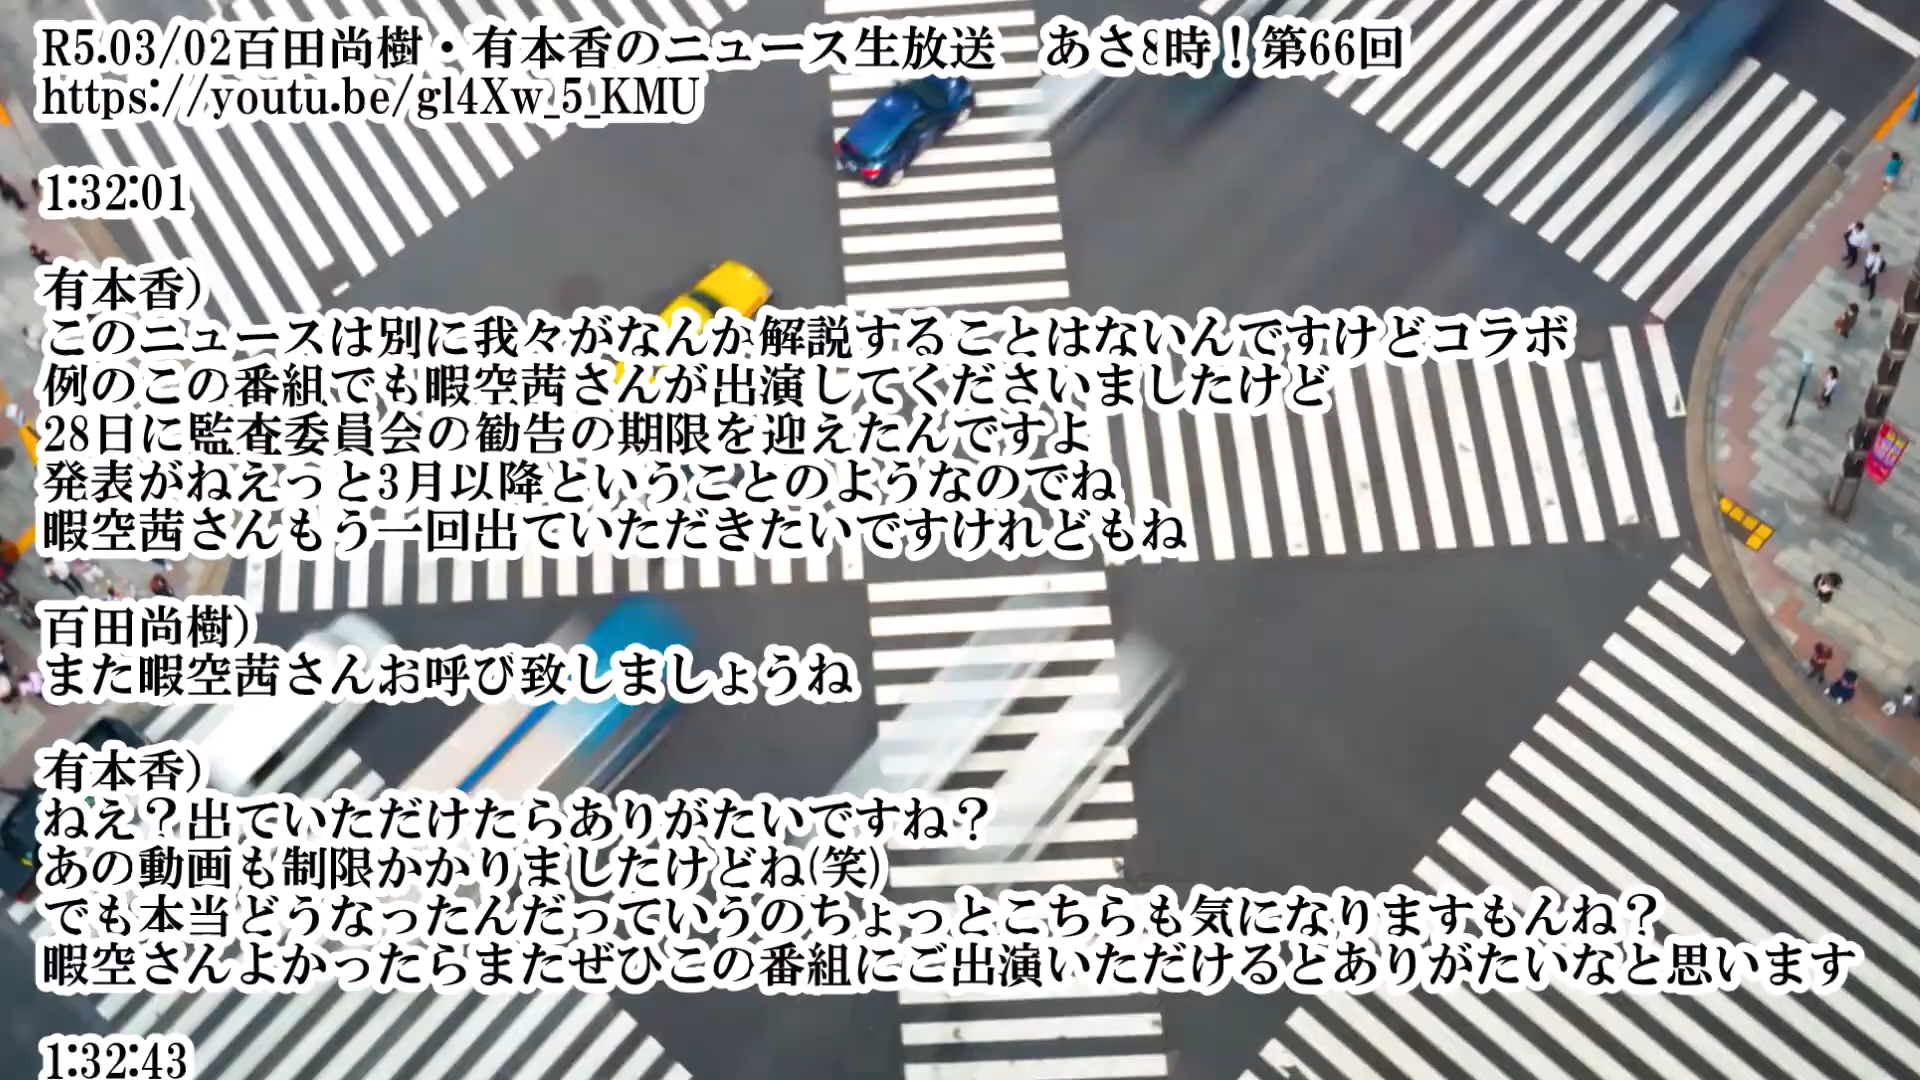 R5.03/02百田尚樹・有本香のニュース生放送　あさ8時！第66回
https://youtu.be/gl4Xw_5_KMU
1:32:01
有本香)
このニュースは別に我々がなんか解説することはないんですけどコラボ
例のこの番組でも暇空茜さんが出演してくださいましたけど
28日に監査委員会の勧告の期限を迎えたんですよ
発表がねえっと3月以降ということのようなのでね
暇空茜さんもう一回出ていただきたいですけれどもね
百田尚樹)
また暇空茜さんお呼び致しましょうね
有本香)
ねえ？出ていただけたらありがたいですね？
あの動画も制限かかりましたけどね(笑)
でも本当どうなったんだっていうのちょっとこちらも気になりますもんね？
暇空さんよかったらまたぜひこの番組にご出演いただけるとありがたいなと思います
1:32:43